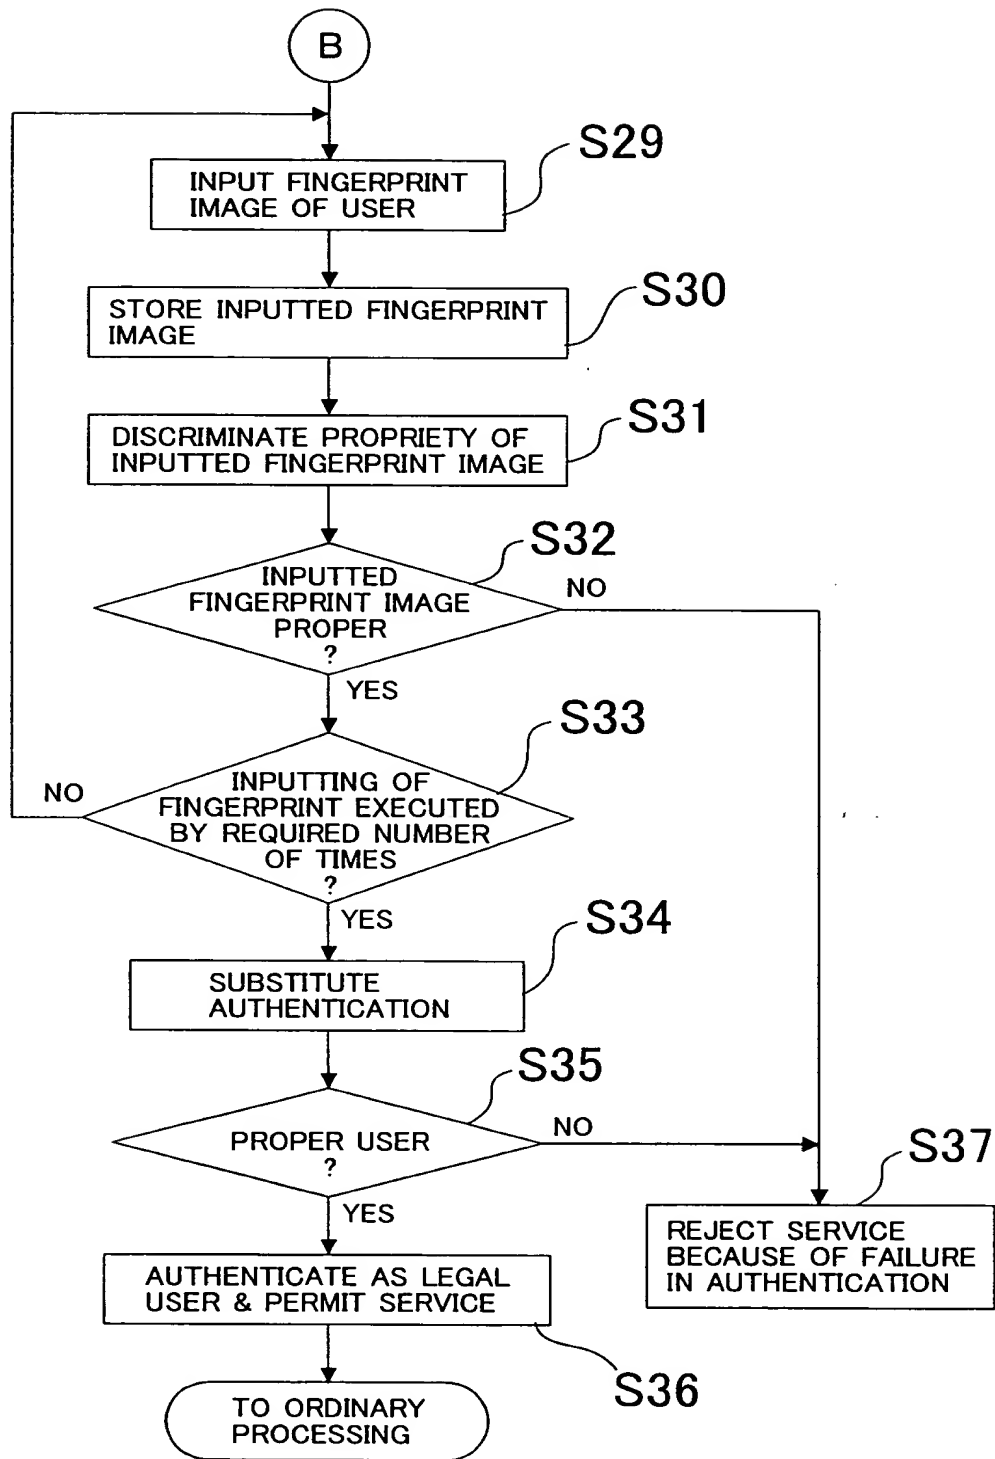 B
S29
INPUT FINGERPRINT
IMAGE OF USER
S30
STORE INPUTTED FINGERPRINT
IMAGE
S31
DISCRIMINATE PROPRIETY OF
INPUTTED FINGERPRINT IMAGE
S32
INPUTTED
FINGERPRINT IMAGE
PROPER
?
NO
YES
S33
INPUTTING OF
FINGERPRINT EXECUTED
BY REQUIRED NUMBER
OF TIMES
?
NO
YES
S34
SUBSTITUTE
AUTHENTICATION
S35
PROPER USER
?
NO
YES
S37
REJECT SERVICE
BECAUSE OF FAILURE
IN AUTHENTICATION
AUTHENTICATE AS LEGAL
USER & PERMIT SERVICE
S36
TO ORDINARY
PROCESSING